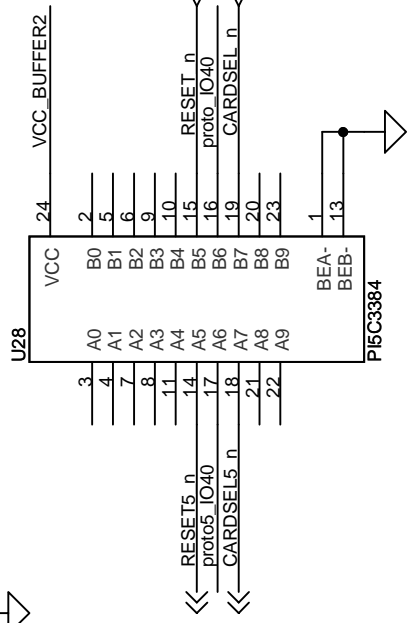 U28
VCC
24
VCC_BUFFER2
3
A0
B0
2
4
A1
B1
5
7
A2
B2
6
8
A3
B3
9
11
A4
B4
10
RESET5_n
14
A5
B5
15
RESET_n
proto5_IO40
17
A6
B6
16
proto_IO40
CARDSEL5_n
18
A7
B7
19
CARDSEL_n
21
A8
B8
20
22
A9
B9
23
BEA-
1
BEB-
13
PI5C3384